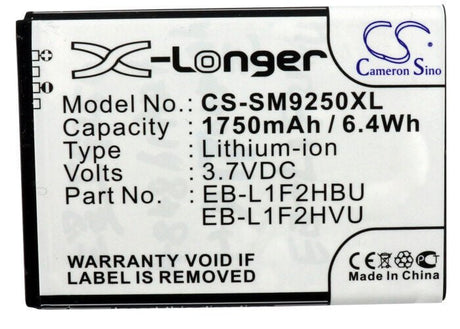 X-Longer
CS
Cameron Sino
Model No.: CS-SM9250XL
Capacity: 1750mAh / 6.4Wh
Type: Lithium-ion
Volts: 3.7VDC
Part No.: EB-L1F2HBU
EB-L1F2HVU
WARRANTY VOID IF
LABEL IS REMOVED
CE
Made In China